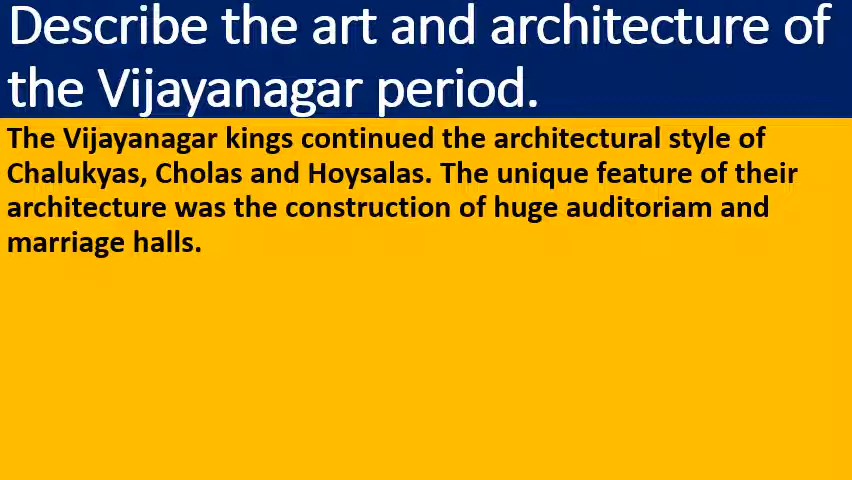 Describe the art and architecture of
the Vijayanagar period.
The Vijayanagar kings continued the architectural style of
Chalukyas, Cholas and Hoysalas. The unique feature of their
architecture was the construction of huge auditoriam and
marriage halls.